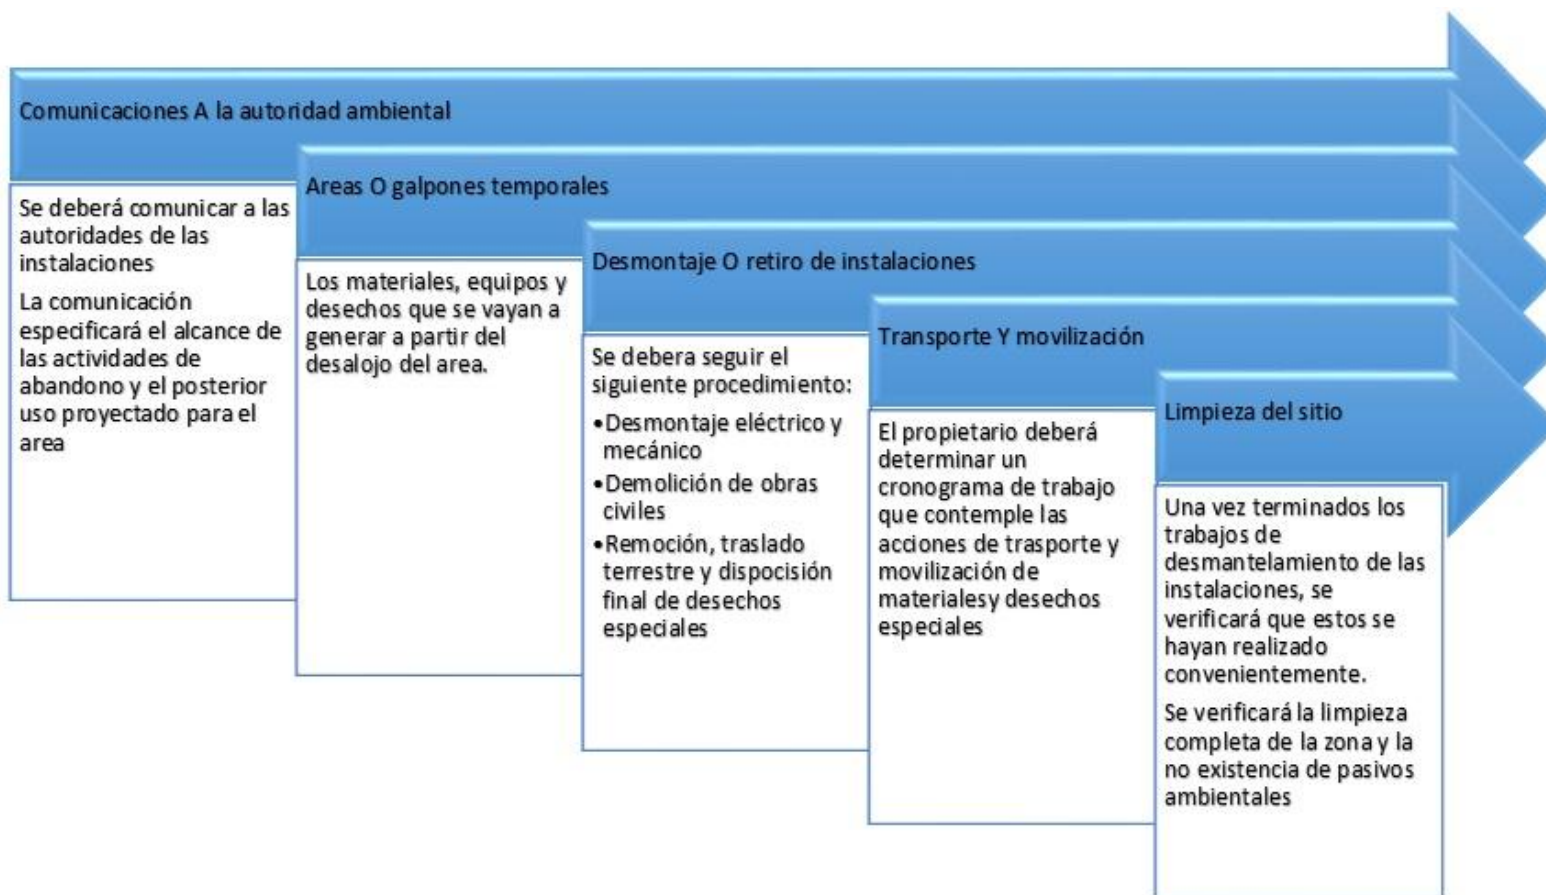 Comunicaciones A la autoridad ambiental
Se deberá comunicar a las
autoridades de las
instalaciones
La comunicación
especificará el alcance de
las actividades de
abandono y el posterior
uso proyectado para el
area
Areas O galpones temporales
Los materiales, equipos y
desechos que se vayan a
generar a partir del
desalojo del area.
Desmontaje O retiro de instalaciones
Se debera seguir el
siguiente procedimiento:
•Desmontaje eléctrico y
mecánico
•Demolición de obras
civiles
•Remoción, traslado
terrestre y dispocisión
final de desechos
especiales
Transporte Y movilización
El propietario deberá
determinar un
cronograma de trabajo
que contemple las
acciones de trasporte y
movilización de
materialesy desechos
especiales
Limpieza del sitio
Una vez terminados los
trabajos de
desmantelamiento de las
instalaciones, se
verificará que estos se
hayan realizado
convenientemente.
Se verificará la limpieza
completa de la zona y la
no existencia de pasivos
ambientales